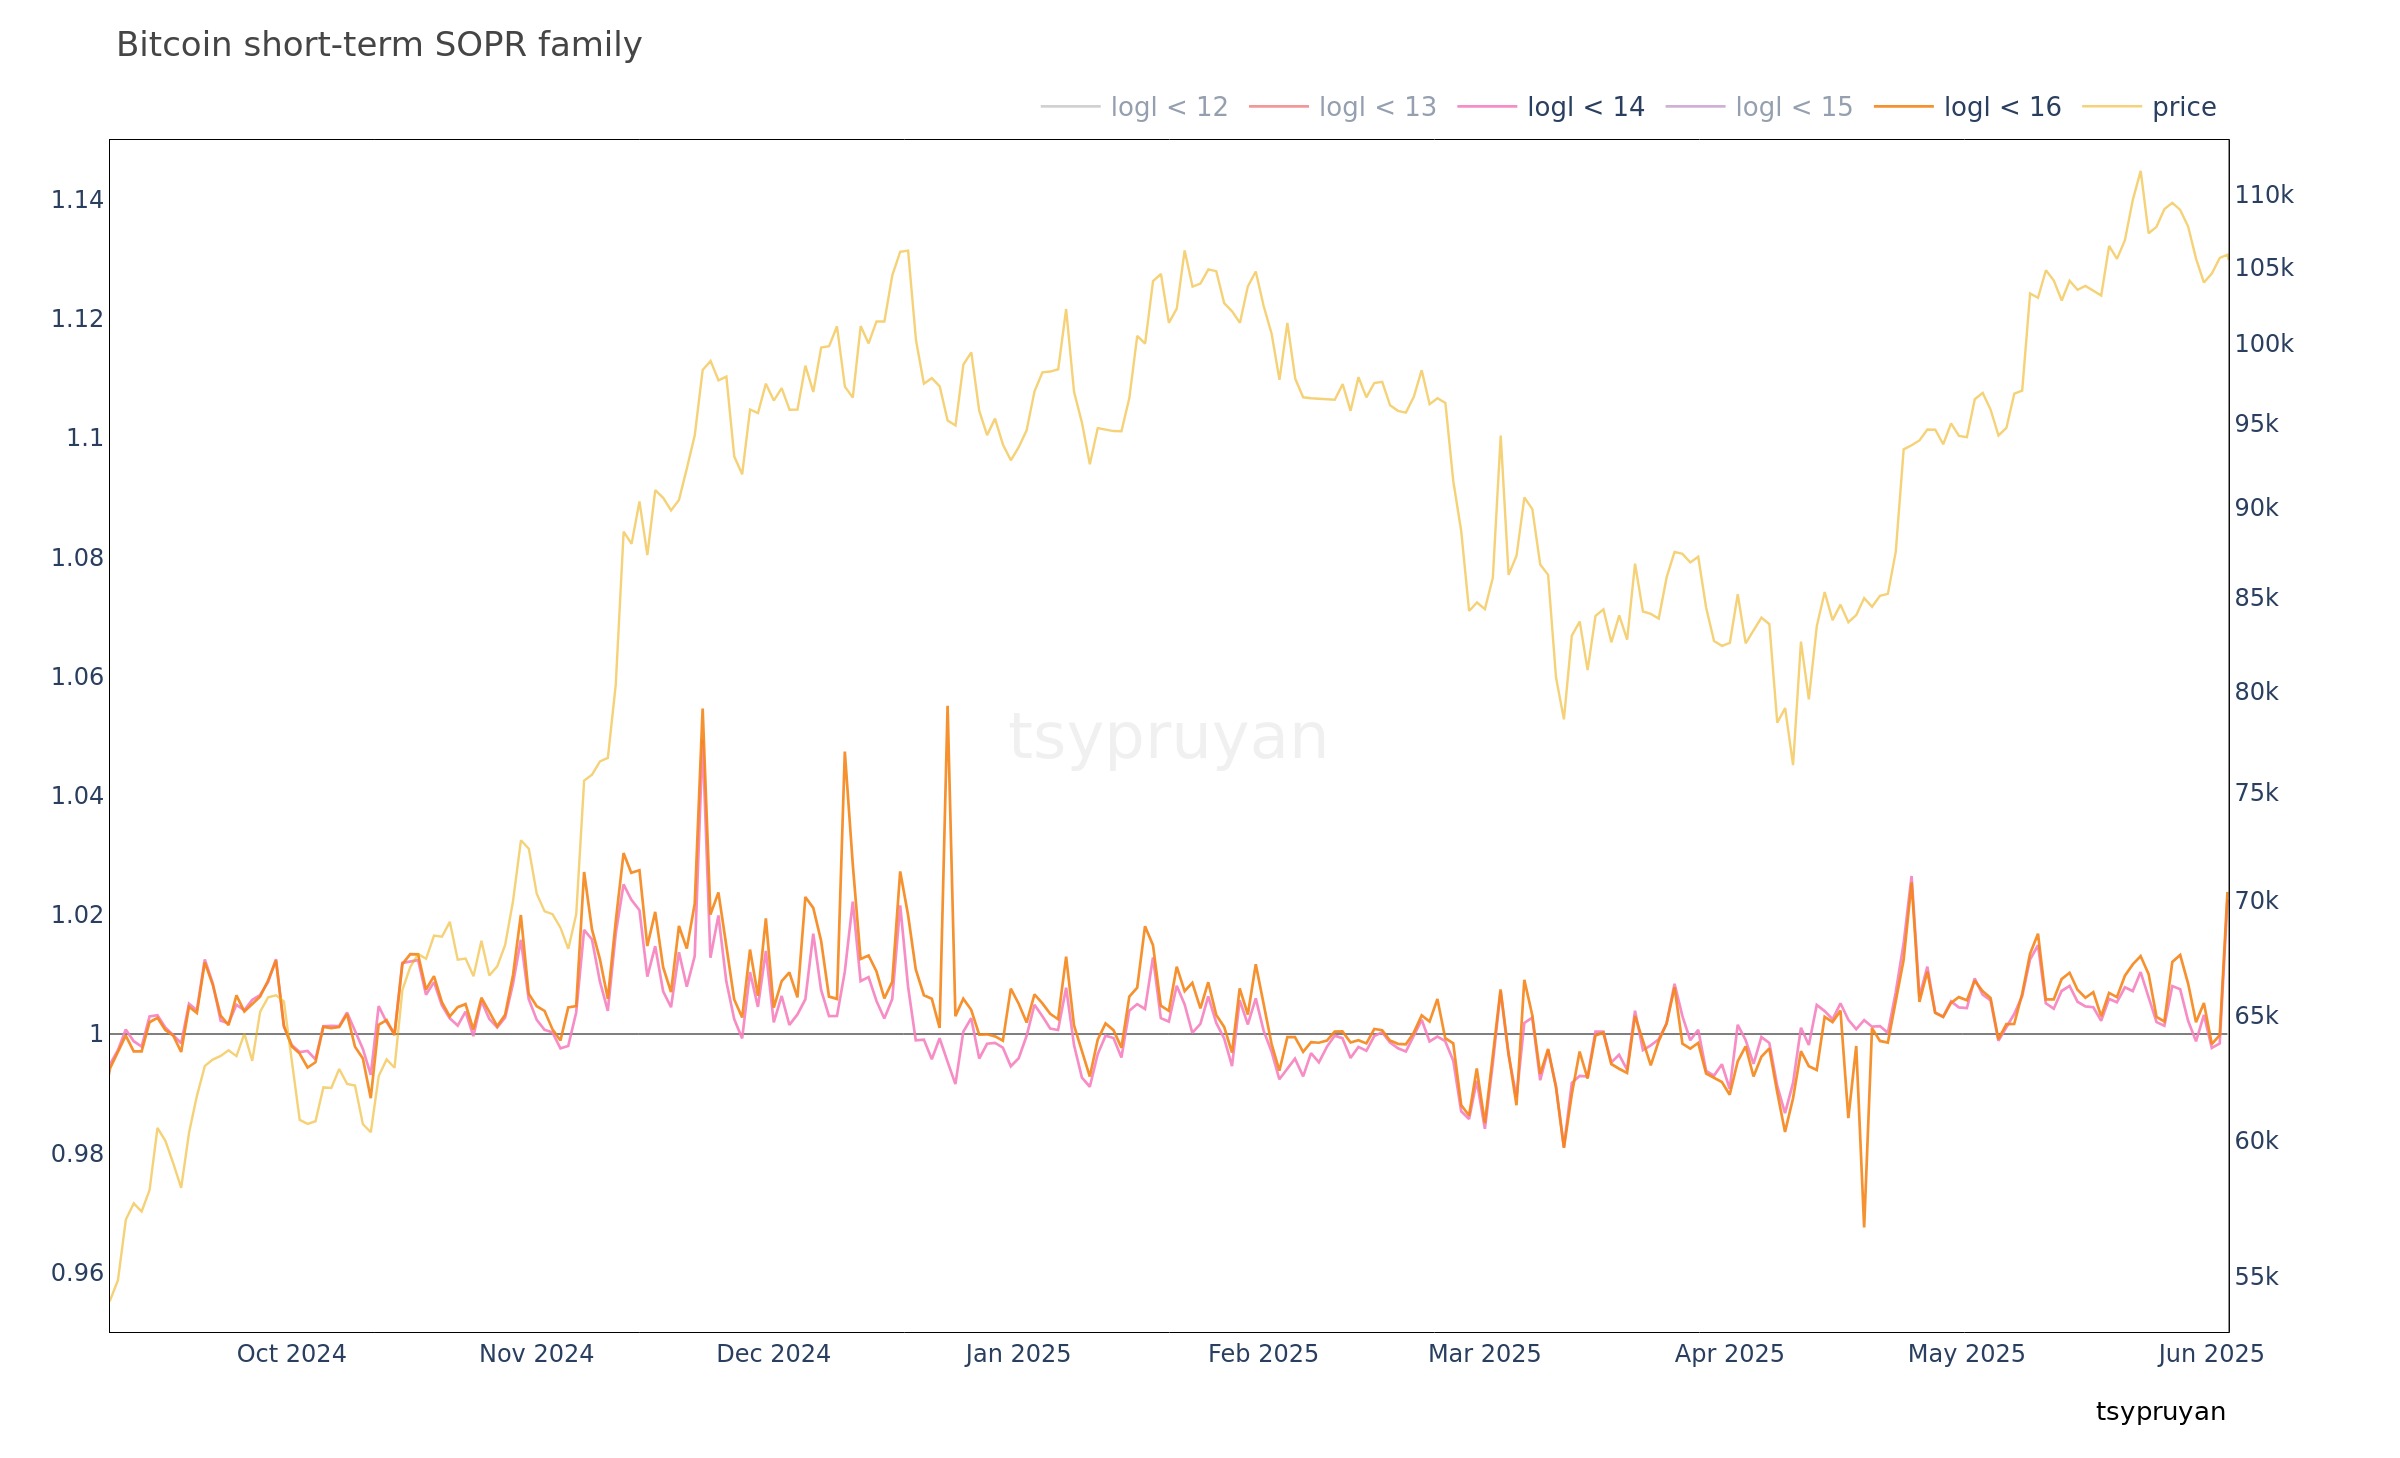 Bitcoin short-term SOPR family
logl < 12 logl < 13 logl < 14 logl < 15 logl < 16 price
1.14
1.12
1.1
1.08
1.06
1.04
1.02
1
0.98
0.96
110k
105k
100k
95k
90k
85k
80k
75k
70k
65k
60k
55k
tsypruyan
Oct 2024 Nov 2024 Dec 2024 Jan 2025 Feb 2025 Mar 2025 Apr 2025 May 2025 Jun 2025
tsypruyan